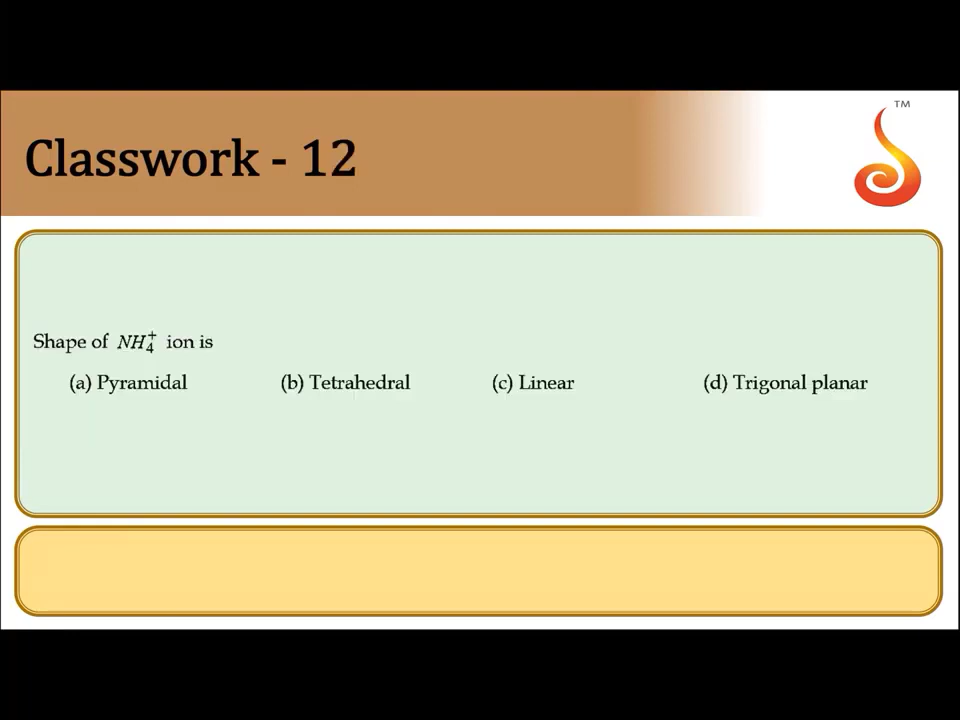 TM
Classwork - 12
Shape of NH₄⁺ ion is
(a) Pyramidal (b) Tetrahedral (c) Linear (d) Trigonal planar